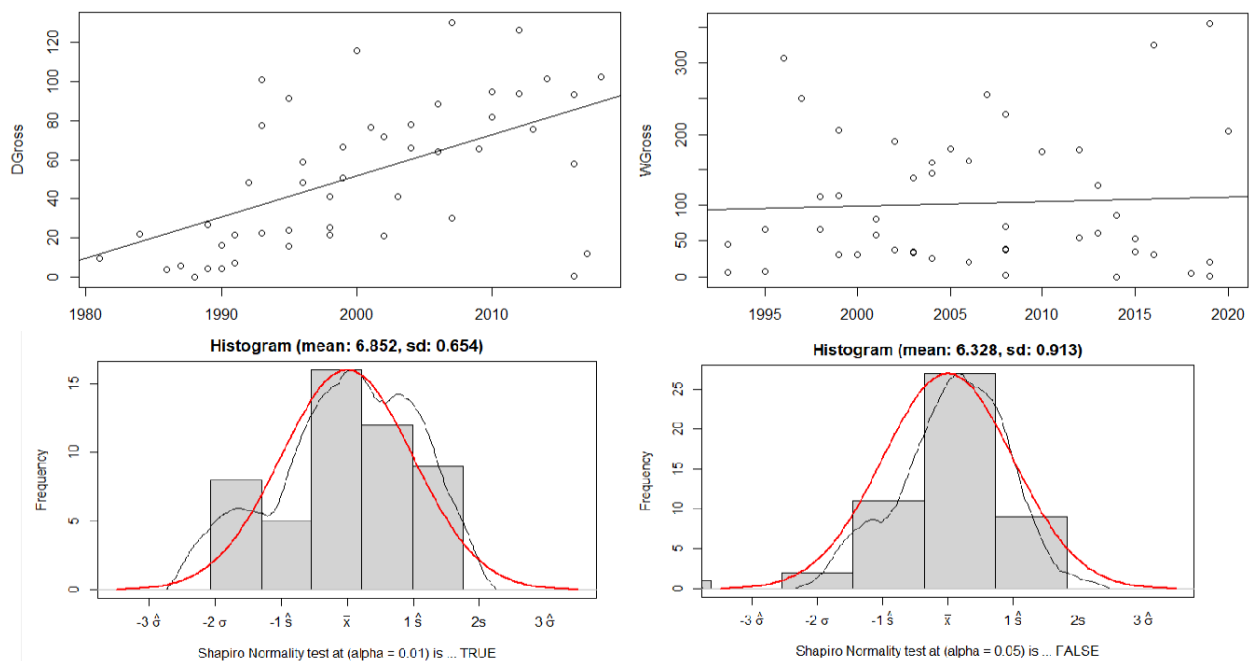 DGross
0 20 40 60 80 100 120
1980 1990 2000 2010
WGross
0 50 100 200 300
1995 2000 2005 2010 2015 2020
Histogram (mean: 6.852, sd: 0.654)
Frequency
0 5 10 15
-3 σ̂ -2 σ -1 ŝ x̄ 1 ŝ 2s 3 σ̂
Shapiro Normality test at (alpha = 0.01) is ... TRUE
Histogram (mean: 6.328, sd: 0.913)
Frequency
0 5 10 15 20 25
-3 σ̂ -2 σ -1 ŝ x̄ 1 ŝ 2s 3 σ̂
Shapiro Normality test at (alpha = 0.05) is ... FALSE